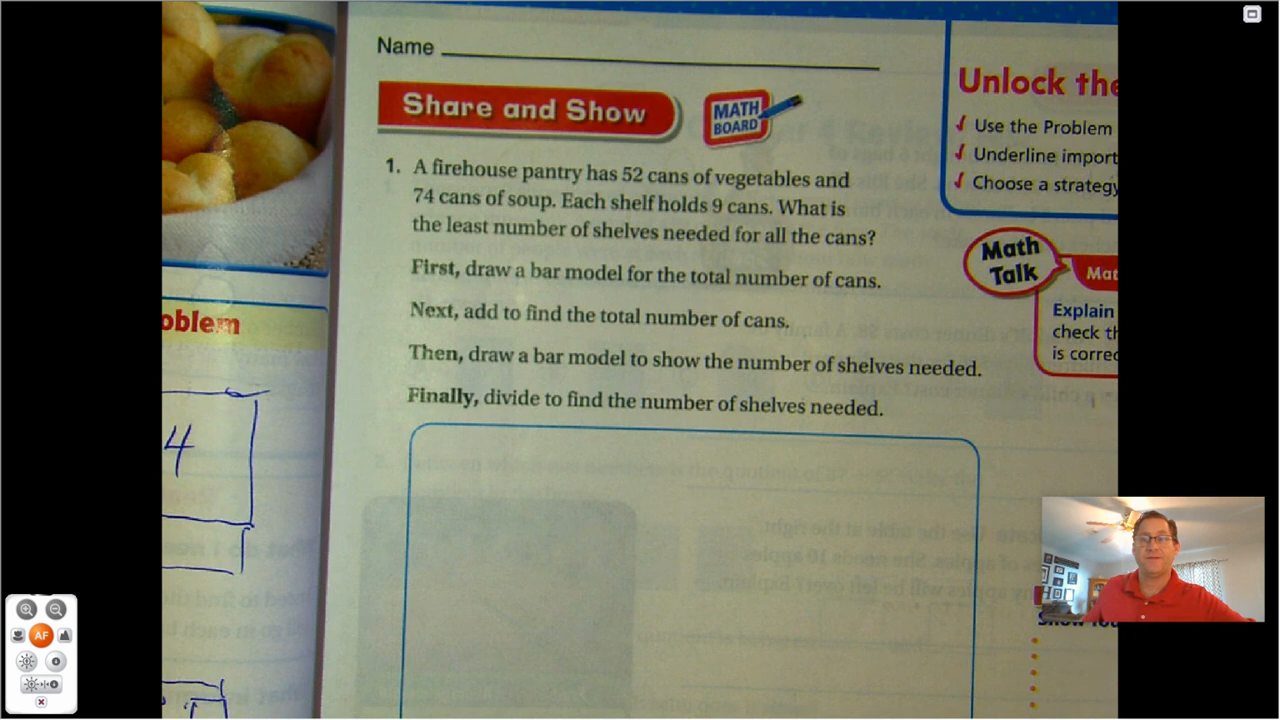 Name
Share and Show
MATH
BOARD
1. A firehouse pantry has 52 cans of vegetables and
74 cans of soup. Each shelf holds 9 cans. What is
the least number of shelves needed for all the cans?
First, draw a bar model for the total number of cans.
Next, add to find the total number of cans.
Then, draw a bar model to show the number of shelves needed.
Finally, divide to find the number of shelves needed.
Unlock the
✓ Use the Problem
✓ Underline import
✓ Choose a strategy
Math
Talk
Mat
Explain
check th
is correc
oblem
4
AF